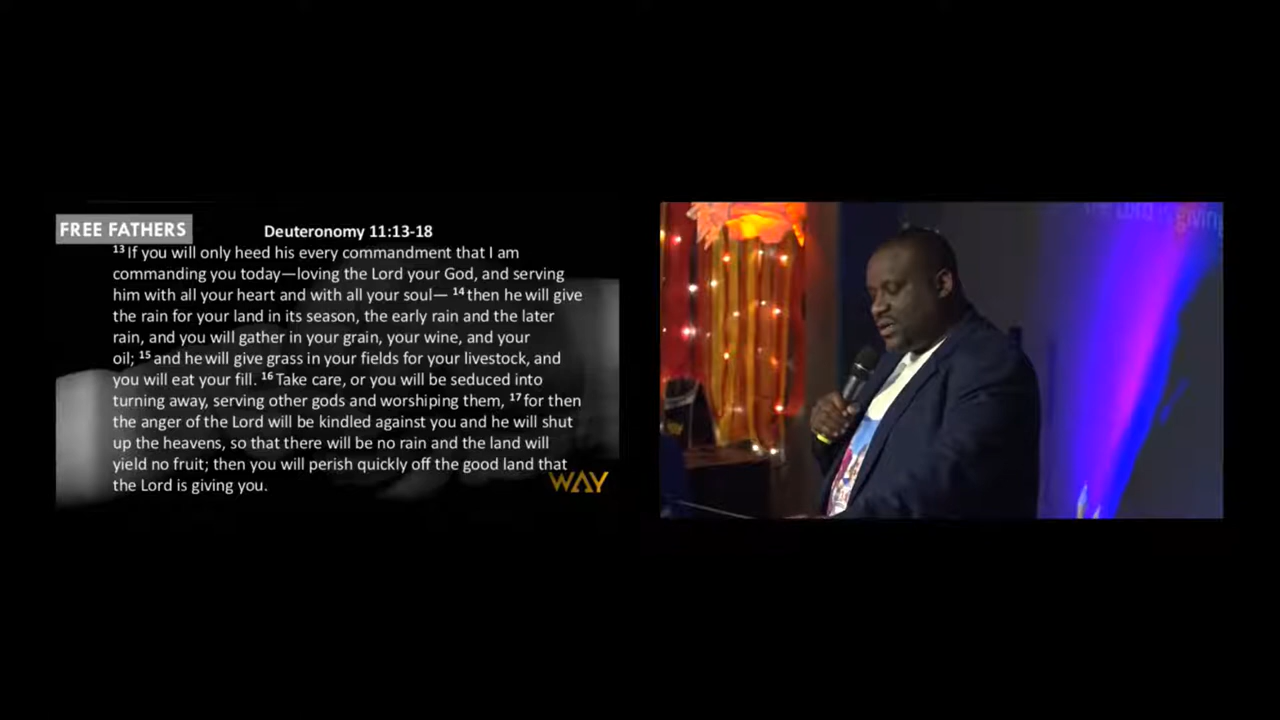 FREE FATHERS
Deuteronomy 11:13-18
13 If you will only heed his every commandment that I am
commanding you today—loving the Lord your God, and serving
him with all your heart and with all your soul— 14 then he will give
the rain for your land in its season, the early rain and the later
rain, and you will gather in your grain, your wine, and your
oil; 15 and he will give grass in your fields for your livestock, and
you will eat your fill. 16 Take care, or you will be seduced into
turning away, serving other gods and worshiping them, 17 for then
the anger of the Lord will be kindled against you and he will shut
up the heavens, so that there will be no rain and the land will
yield no fruit; then you will perish quickly off the good land that
the Lord is giving you.
WAY
the Lord is giving